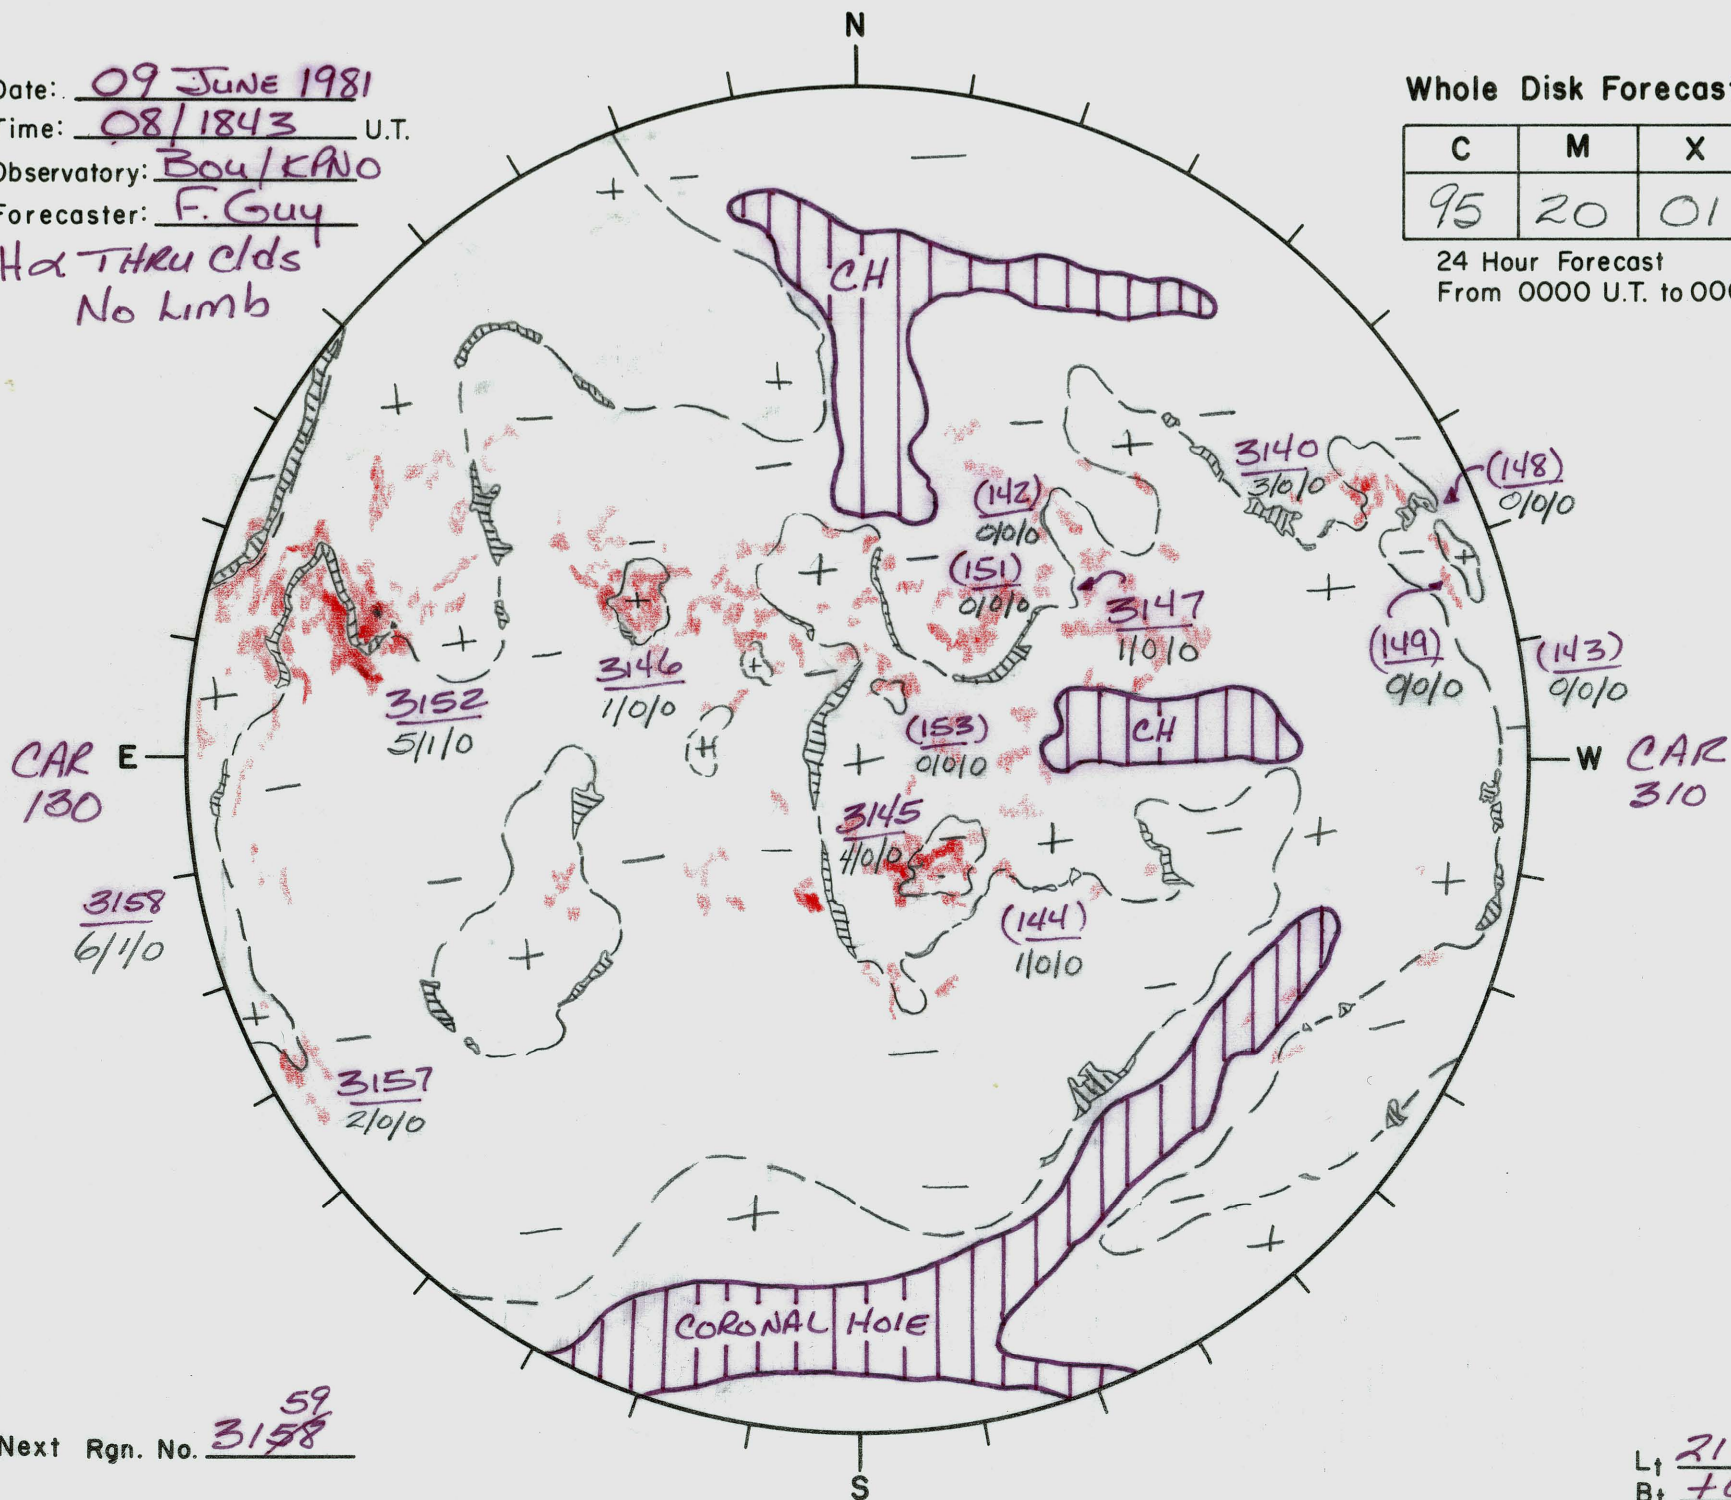 N
Date: 09 JUNE 1981
Time: 08/1843 U.T.
Observatory: Bou/KPNO
Forecaster: F. Guy
Hα THRU Clds
No Limb
Whole Disk Forecast
C M X
95 20 01
24 Hour Forecast
From 0000 U.T. to 000
CH
3140
3/0/0
(148)
0/0/0
(142)
0/0/0
(151)
0/0/0
3147
1/0/0
(149)
0/0/0
(143)
0/0/0
3146
1/0/0
3152
5/1/0
(153)
0/0/0
CH
CAR E
130
W CAR
310
3145
4/0/0
3158
6/1/0
(144)
1/0/0
3157
2/0/0
CORONAL HOLE
59
Next Rgn. No. 3158
Lt 21
Bt
S